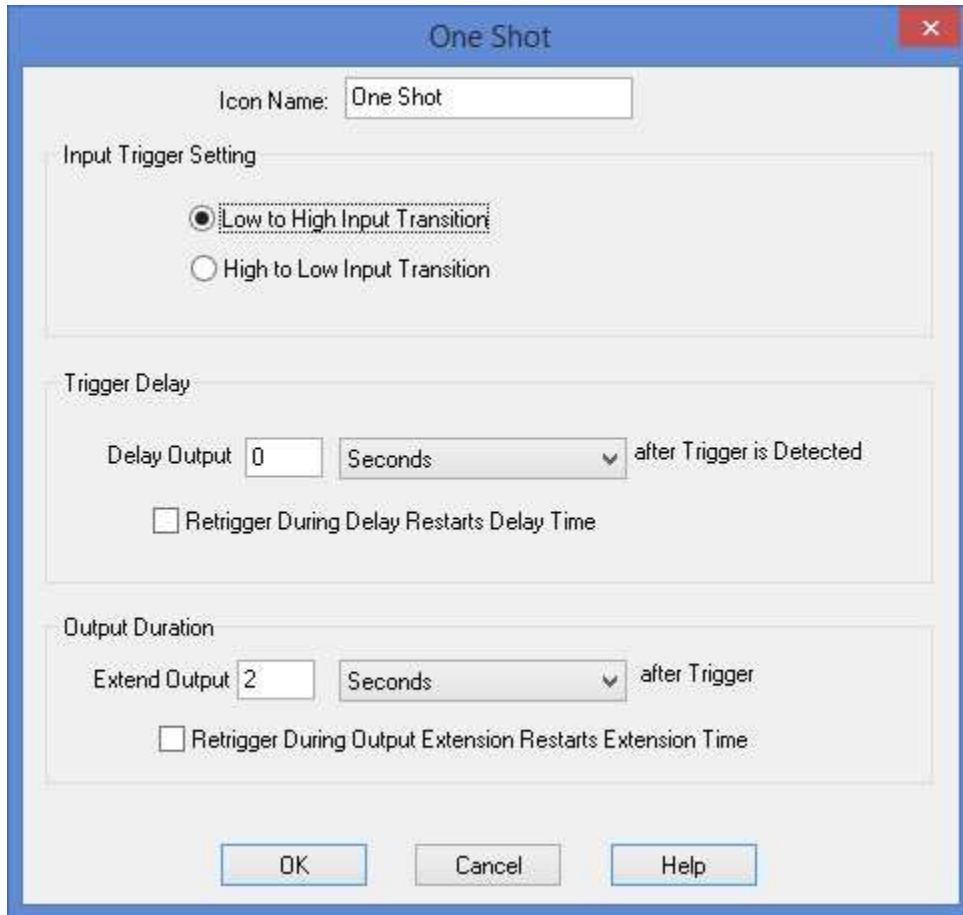 One Shot
Icon Name: One Shot
Input Trigger Setting
Low to High Input Transition
High to Low Input Transition
Trigger Delay
Delay Output 0 Seconds after Trigger is Detected
Retrigger During Delay Restarts Delay Time
Output Duration
Extend Output 2 Seconds after Trigger
Retrigger During Output Extension Restarts Extension Time
OK Cancel Help